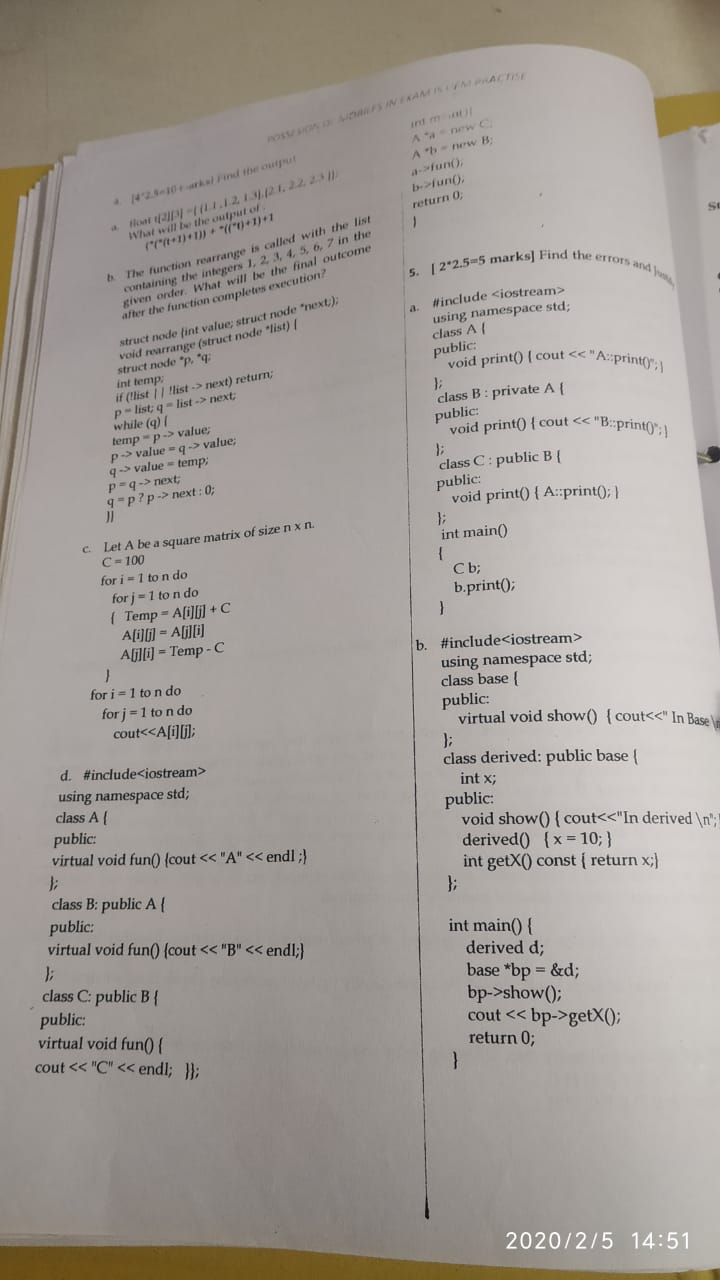 POSSESSION OF MOBILES IN EXAM IS UFM PRACTISE
4. [4*2.5=10 marks] Find the output
a. float t[2][3] ={ {1.1, 1.2, 1.3},{2.1, 2.2, 2.3 }};
What will be the output of
(*(*(t+1)+1)) + *((*t)+1)+1
b. The function rearrange is called with the list
containing the integers 1, 2, 3, 4, 5, 6, 7 in the
given order. What will be the final outcome
after the function completes execution?
struct node {int value; struct node *next;};
void rearrange (struct node *list) {
struct node *p, *q;
int temp;
if (!list || !list -> next) return;
p = list; q = list -> next;
while (q) {
temp = p -> value;
p -> value = q -> value;
q -> value = temp;
p = q -> next;
q = p ? p -> next : 0;
}}
c. Let A be a square matrix of size n x n.
C = 100
for i = 1 to n do
for j = 1 to n do
{ Temp = A[i][j] + C
A[i][j] = A[j][i]
A[j][i] = Temp - C
}
for i = 1 to n do
for j = 1 to n do
cout<<A[i][j];
d. #include<iostream>
using namespace std;
class A {
public:
virtual void fun() {cout << "A" << endl ;}
};
class B: public A {
public:
virtual void fun() {cout << "B" << endl;}
};
class C: public B {
public:
virtual void fun() {
cout << "C" << endl; }};
int main(){
A *a = new C;
A *b = new B;
a->fun();
b->fun();
return 0;
}
5. [ 2*2.5=5 marks] Find the errors and
a. #include <iostream>
using namespace std;
class A {
public:
void print() { cout << "A::print()"; }
};
class B : private A {
public:
void print() { cout << "B::print()"; }
};
class C : public B {
public:
void print() { A::print(); }
};
int main()
{
C b;
b.print();
}
b. #include<iostream>
using namespace std;
class base {
public:
virtual void show() { cout<<" In Base \n
};
class derived: public base {
int x;
public:
void show() { cout<<"In derived \n";
derived() { x = 10; }
int getX() const { return x;}
};
int main() {
derived d;
base *bp = &d;
bp->show();
cout << bp->getX();
return 0;
}
2020/2/5 14:51